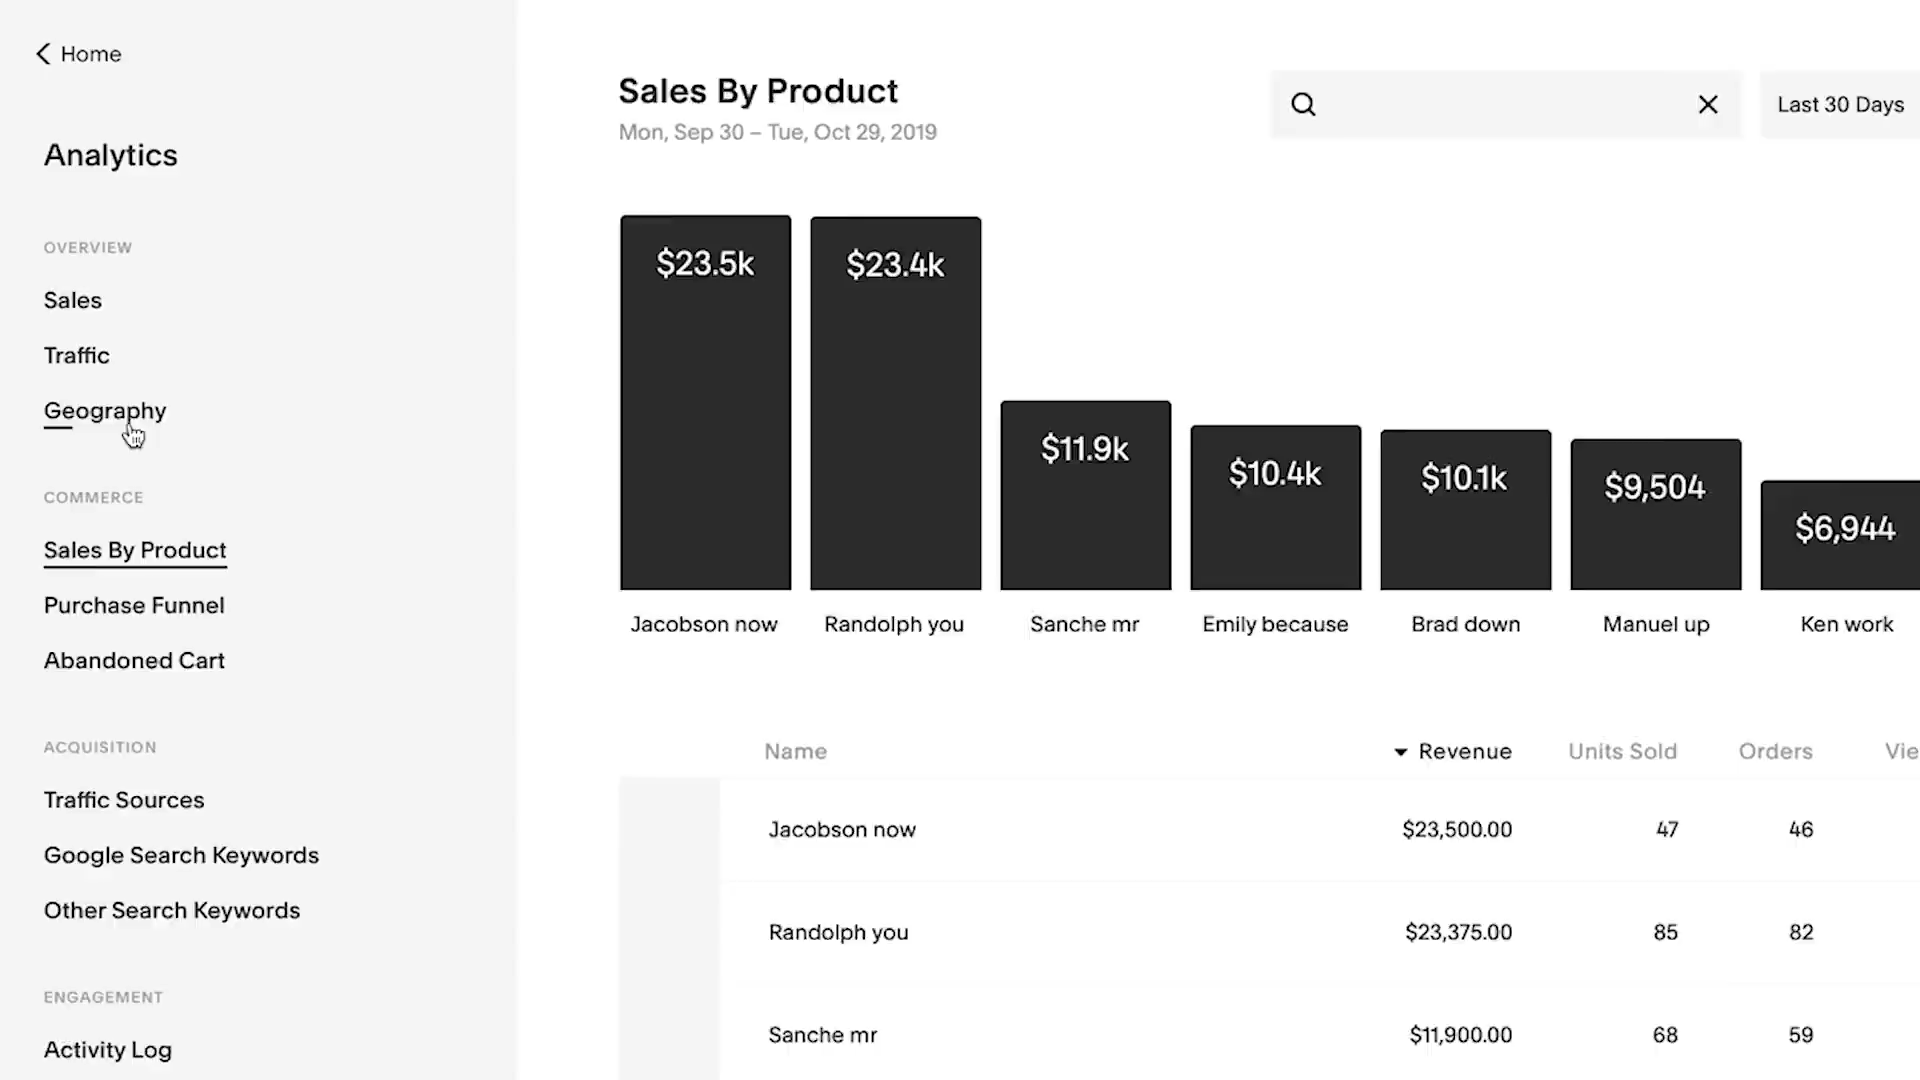 Home
Analytics
OVERVIEW
Sales
Traffic
Geography
COMMERCE
Sales By Product
Purchase Funnel
Abandoned Cart
ACQUISITION
Traffic Sources
Google Search Keywords
Other Search Keywords
ENGAGEMENT
Activity Log
Sales By Product
Mon, Sep 30 – Tue, Oct 29, 2019
Last 30 Days
$23.5k $23.4k $11.9k $10.4k $10.1k $9,504 $6,944
Jacobson now Randolph you Sanche mr Emily because Brad down Manuel up Ken work
Name Revenue Units Sold Orders Vie
Jacobson now $23,500.00 47 46
Randolph you $23,375.00 85 82
Sanche mr $11,900.00 68 59